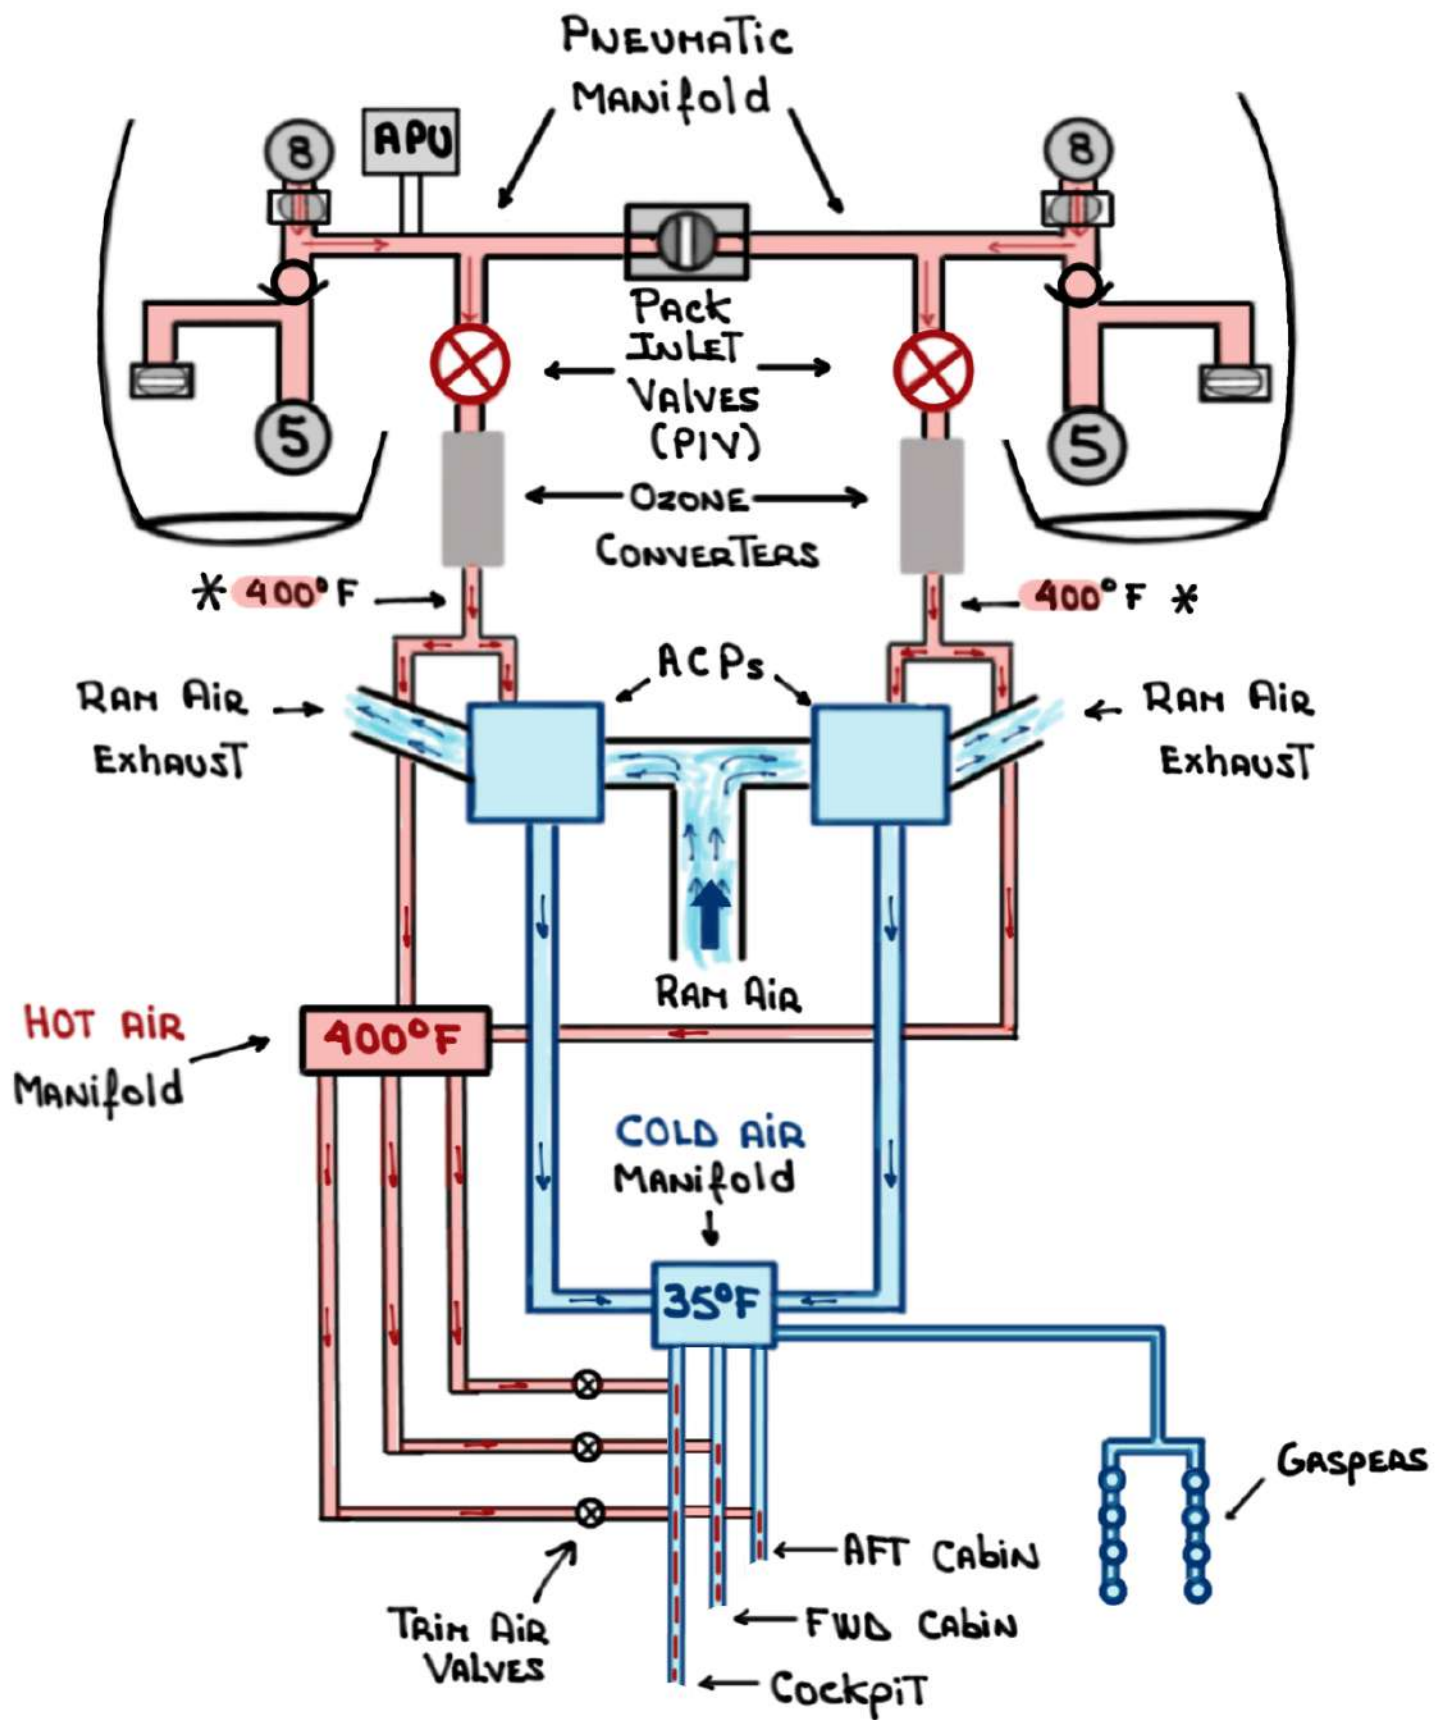 PNEUMATIC
MANIFOLD
8
APU
8
PACK
INLET
VALVES
(PIV)
5
5
OZONE
CONVERTERS
* 400°F
400°F *
ACPs
RAM AIR
EXHAUST
RAM AIR
EXHAUST
RAM AIR
HOT AIR
MANIFOLD
400°F
COLD AIR
MANIFOLD
35°F
GASPERS
AFT CABIN
FWD CABIN
COCKPIT
TRIM AIR
VALVES